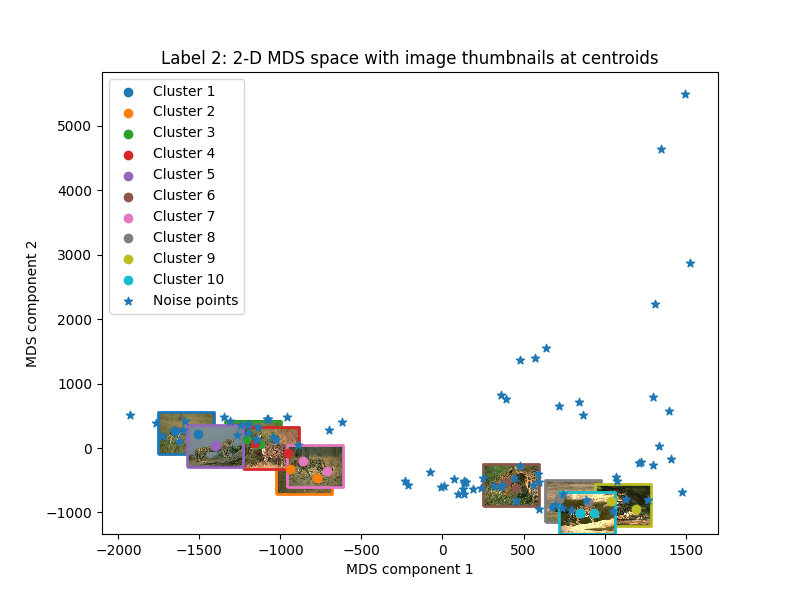 Label 2: 2-D MDS space with image thumbnails at centroids
Cluster 1
Cluster 2
Cluster 3
Cluster 4
Cluster 5
Cluster 6
Cluster 7
Cluster 8
Cluster 9
Cluster 10
Noise points
MDS component 2
5000
4000
3000
2000
1000
0
−1000
−2000
−1500
−1000
−500
0
500
1000
1500
MDS component 1